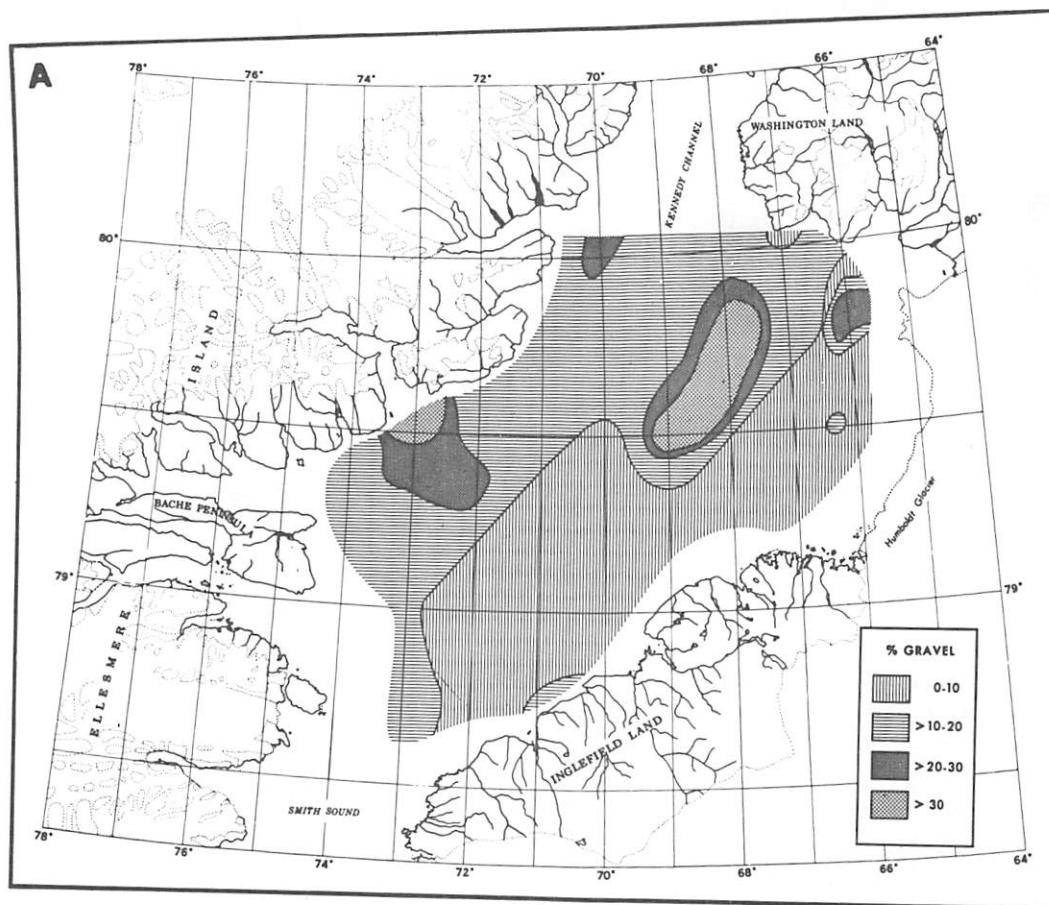 A
78°
76°
74°
72°
70°
68°
66°
64°
WASHINGTON LAND
KENNEDY CHANNEL
80°
80°
ISLAND
BACHE PENINSULA
Humboldt Glacier
79°
79°
ELLESMERE
% GRAVEL
0-10
>10-20
>20-30
> 30
INGLEFIELD LAND
SMITH SOUND
78°
78°
76°
74°
72°
70°
68°
66°
64°